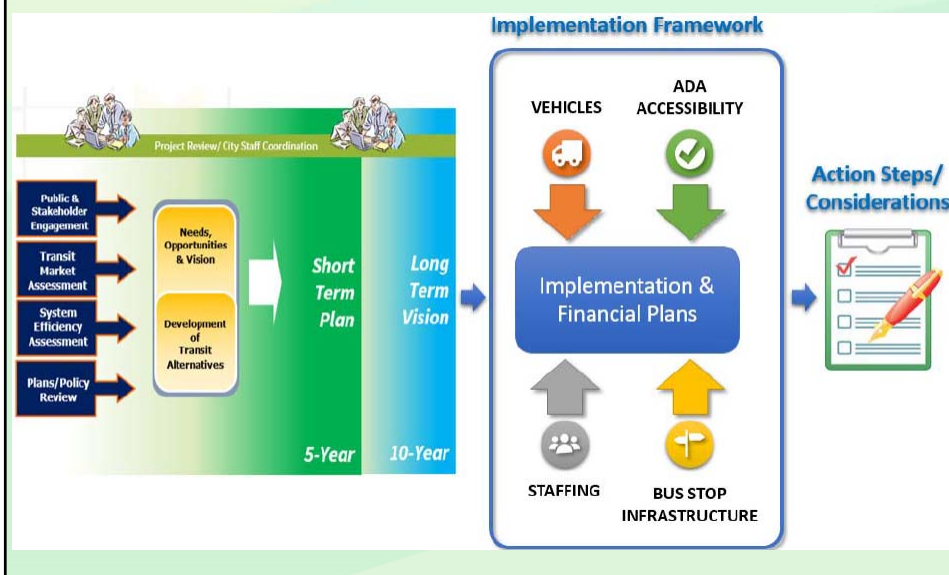 Implementation Framework
Project Review/ City Staff Coordination
Public &
Stakeholder
Engagement
Transit
Market
Assessment
System
Efficiency
Assessment
Plans/Policy
Review
Needs,
Opportunities
& Vision
Development
of
Transit
Alternatives
Short
Term
Plan
5-Year
Long
Term
Vision
10-Year
VEHICLES
ADA
ACCESSIBILITY
Implementation &
Financial Plans
STAFFING
BUS STOP
INFRASTRUCTURE
Action Steps/
Considerations